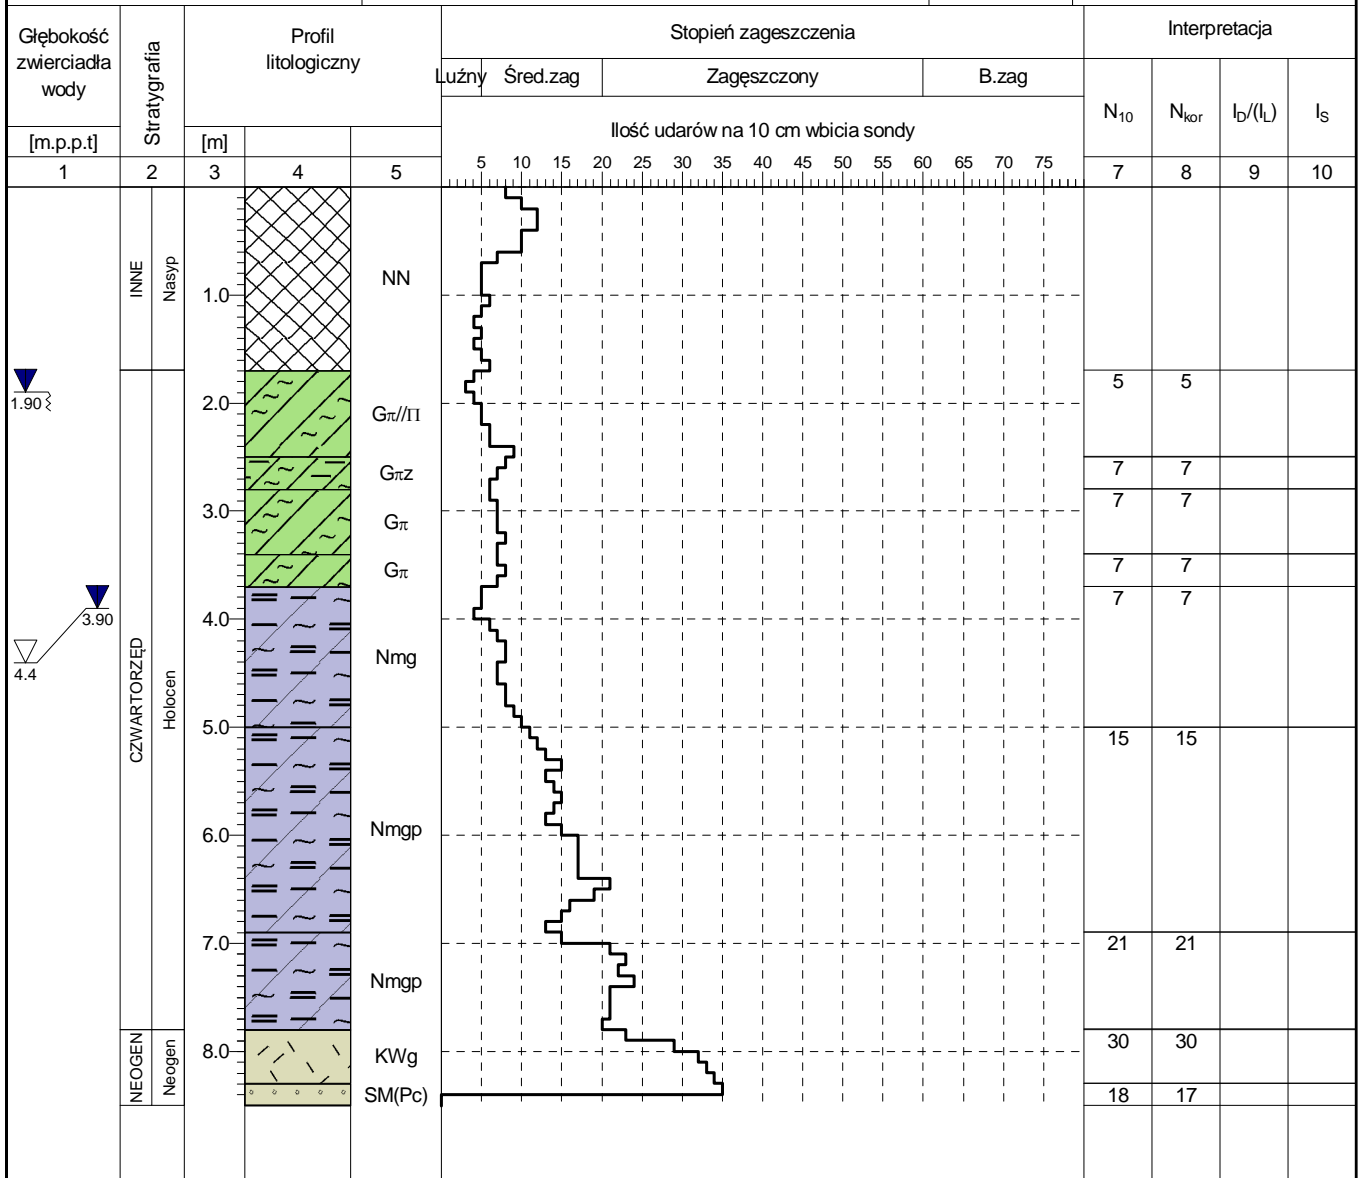 Głębokość
zwierciadła
wody
[m.p.p.t]
Stratygrafia
Profil
litologiczny
[m]
Stopień zageszczenia
Luźny Śred.zag Zagęszczony B.zag
Ilość udarów na 10 cm wbicia sondy
5 10 15 20 25 30 35 40 45 50 55 60 65 70 75
Interpretacja
N10 Nkor ID/(IL) IS
1 2 3 4 5 7 8 9 10
INNE
Nasyp
NN
1.0
1.90
2.0
Gπ//Π
5 5
Gπz
7 7
3.0
Gπ
7 7
Gπ
7 7
3.90
4.0
4.4
Nmg
7 7
CZWARTORZĘD
Holocen
5.0
15 15
6.0
Nmgp
7.0
21 21
Nmgp
NEOGEN
Neogen
8.0
KWg
30 30
SM(Pc)
18 17